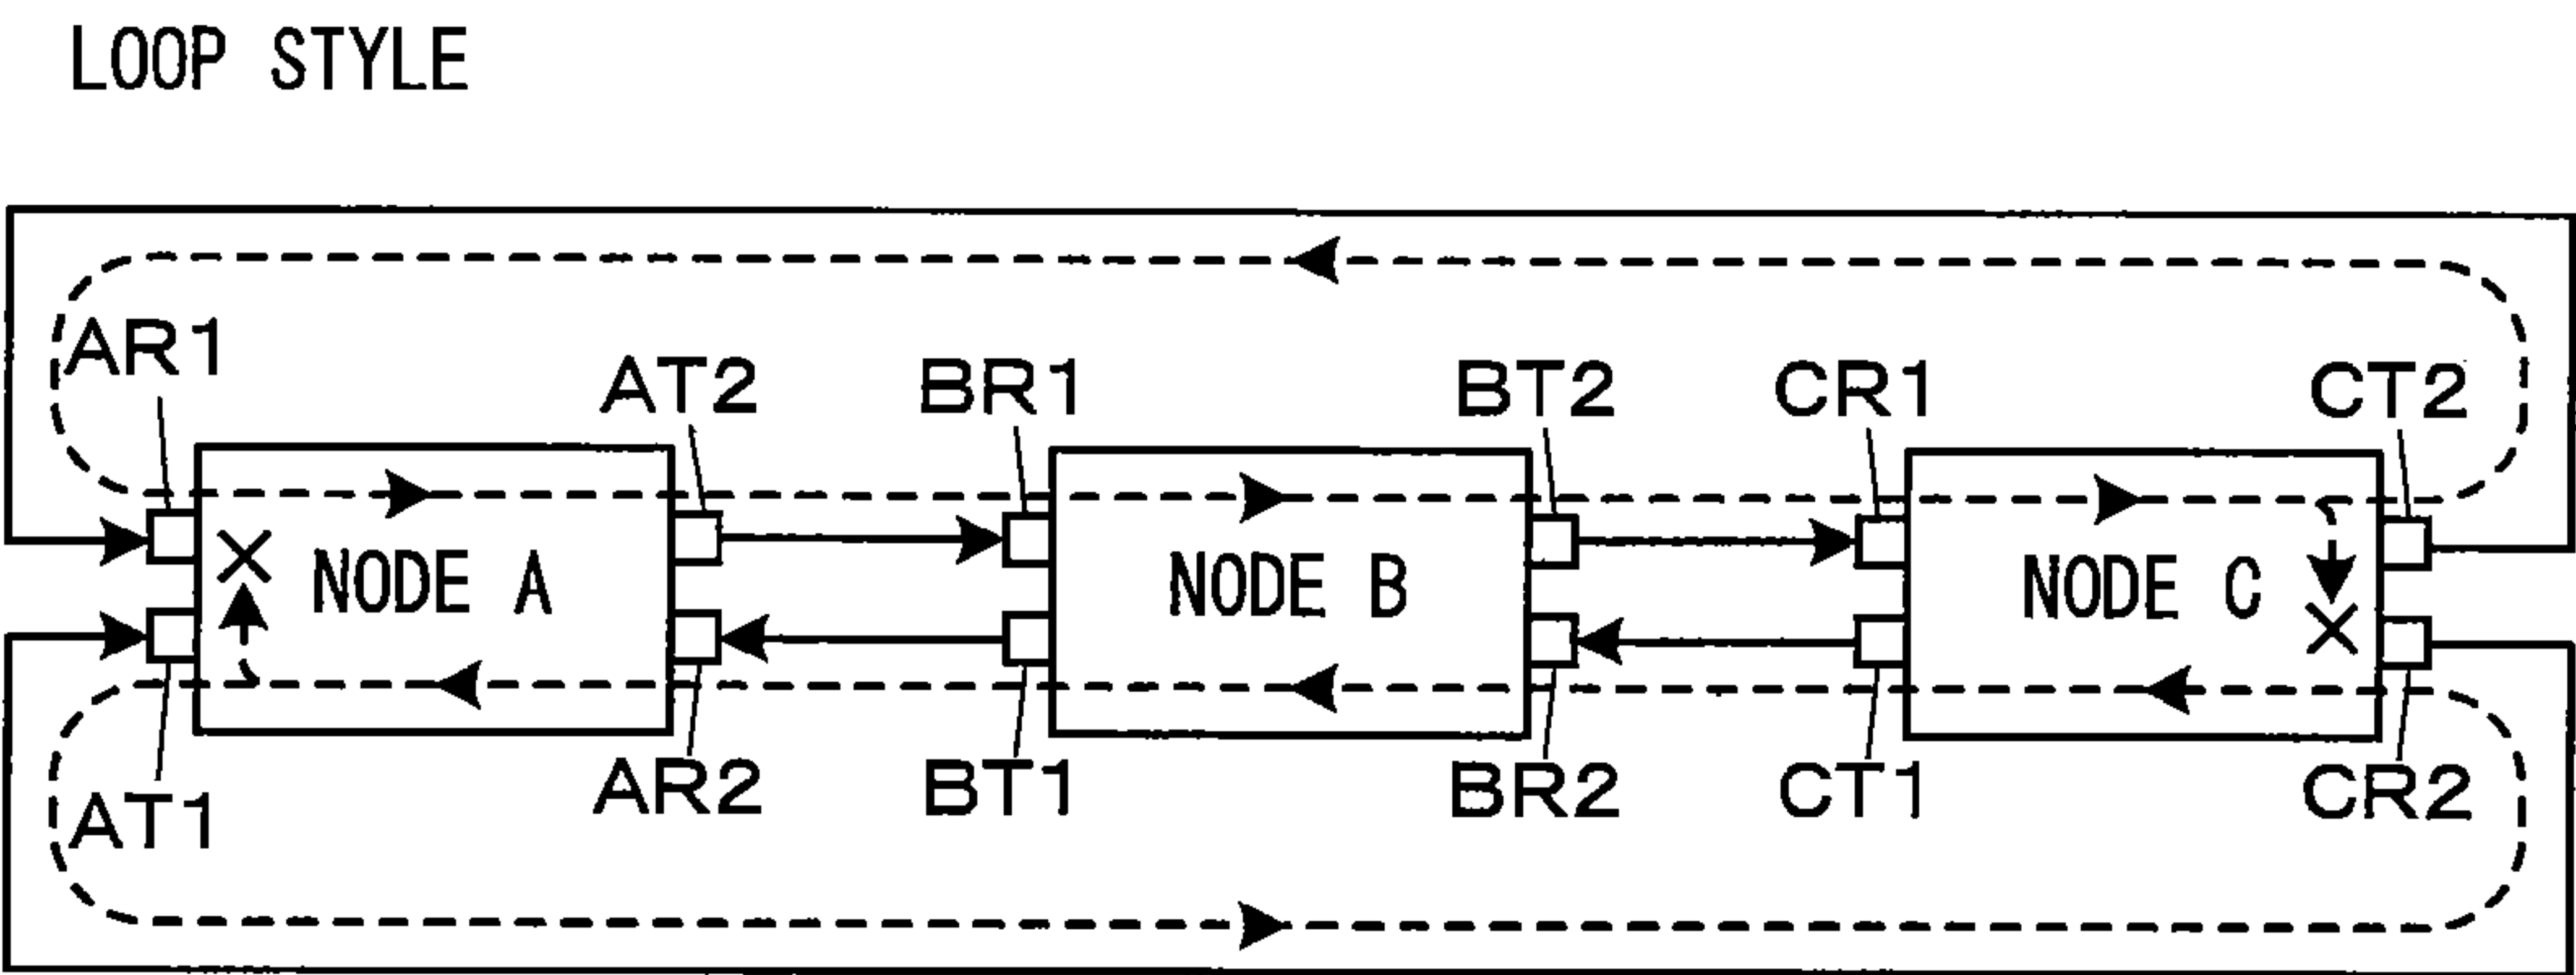 LOOP STYLE
AR1
AT2
BR1
BT2
CR1
CT2
NODE A
NODE B
NODE C
AT1
AR2
BT1
BR2
CT1
CR2